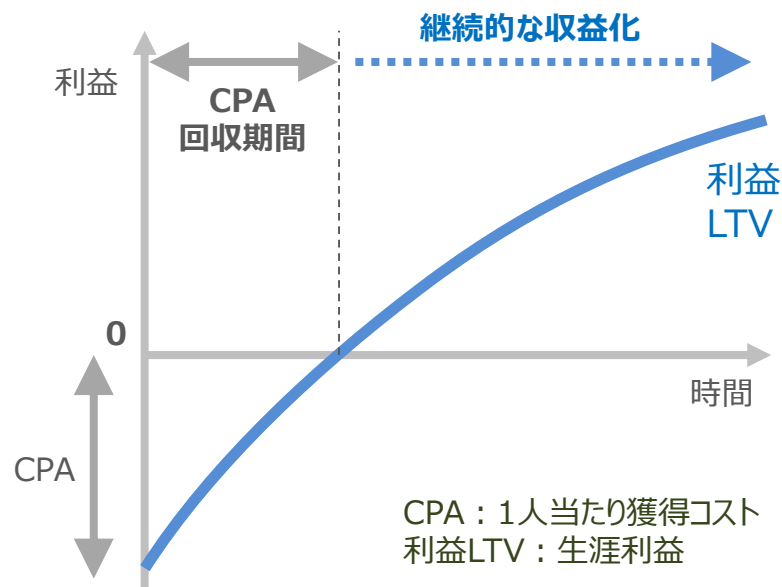 継続的な収益化
利益
CPA
回収期間
利益
LTV
0
時間
CPA
CPA：1人当たり獲得コスト
利益LTV：生涯利益